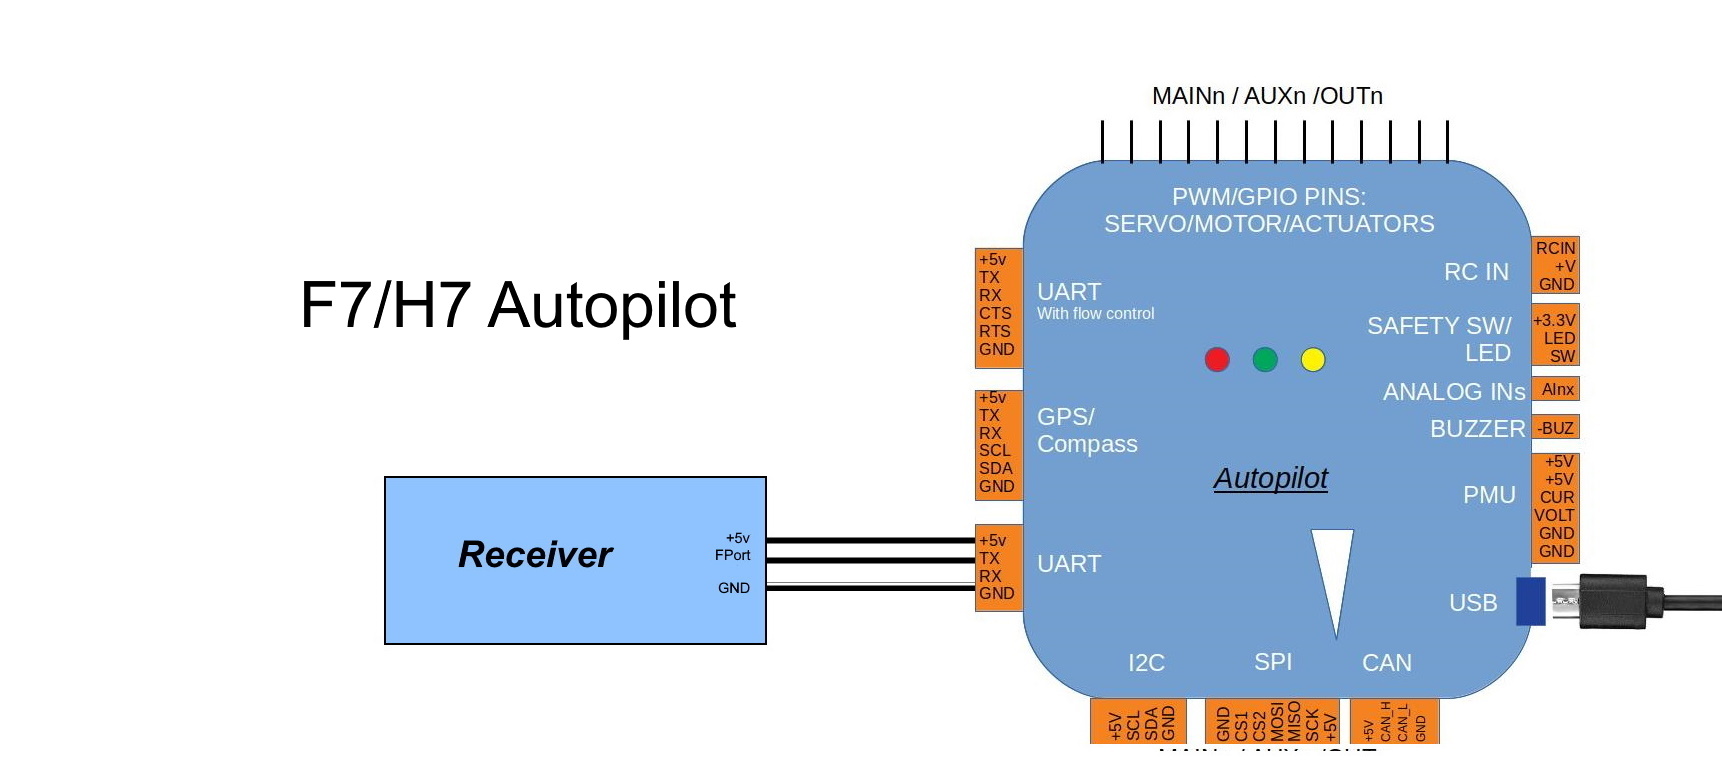 MAINn / AUXn /OUTn
PWM/GPIO PINS:
SERVO/MOTOR/ACTUATORS
F7/H7 Autopilot
+5v
TX
RX
CTS
RTS
GND
UART
With flow control
+5v
TX
RX
SCL
SDA
GND
GPS/
Compass
Receiver
+5v
FPort
GND
+5v
TX
RX
GND
UART
Autopilot
RC IN
RCIN
+V
GND
SAFETY SW/
LED
+3.3V
LED
SW
ANALOG INs
AInx
BUZZER
-BUZ
PMU
+5V
+5V
CUR
VOLT
GND
GND
USB
I2C
SPI
CAN
+5V
SCL
SDA
GND
GND
CS1
CS2
MOSI
MISO
SCK
+5V
+5V
CAN_H
CAN_L
GND